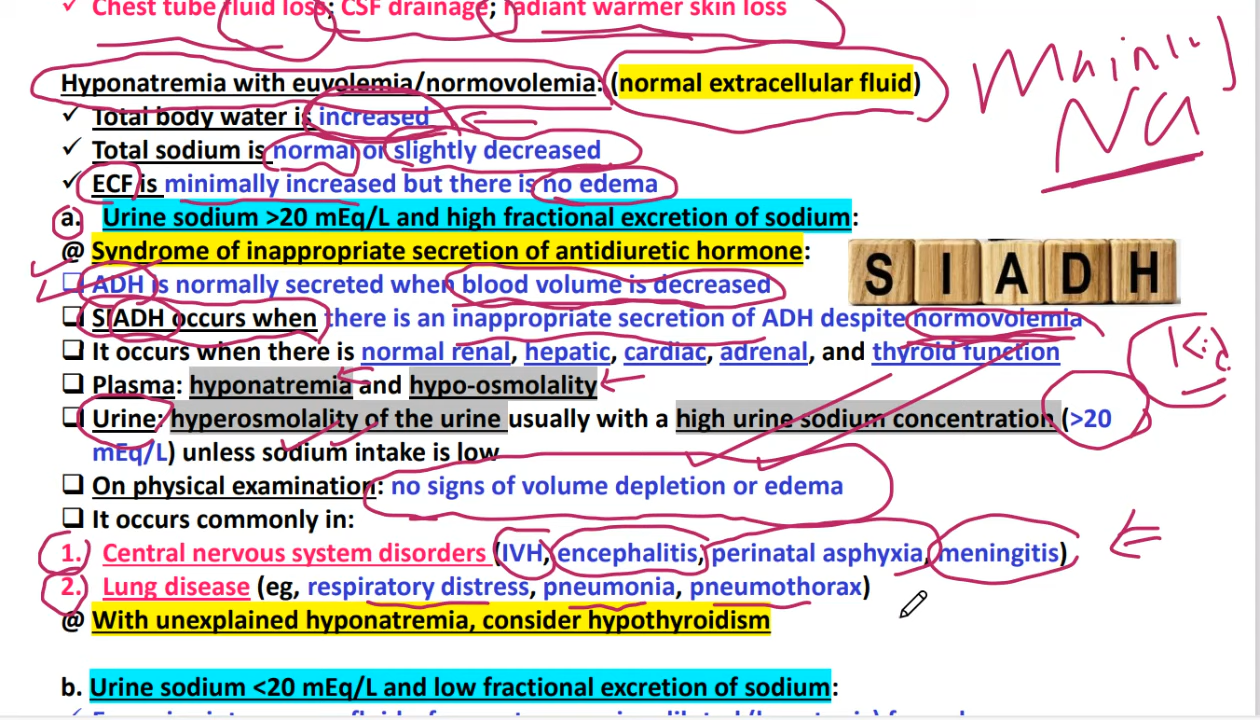 ✓ Chest tube fluid loss; CSF drainage; radiant warmer skin loss
Mainly
Na
Hyponatremia with euvolemia/normovolemia: (normal extracellular fluid)
✓ Total body water is increased
✓ Total sodium is normal or slightly decreased
✓ ECF is minimally increased but there is no edema
a. Urine sodium >20 mEq/L and high fractional excretion of sodium:
@ Syndrome of inappropriate secretion of antidiuretic hormone:
SIADH
❑ ADH is normally secreted when blood volume is decreased
❑ SIADH occurs when there is an inappropriate secretion of ADH despite normovolemia
❑ It occurs when there is normal renal, hepatic, cardiac, adrenal, and thyroid function
❑ Plasma: hyponatremia and hypo-osmolality
❑ Urine: hyperosmolality of the urine usually with a high urine sodium concentration (>20
mEq/L) unless sodium intake is low
❑ On physical examination: no signs of volume depletion or edema
❑ It occurs commonly in:
1. Central nervous system disorders (IVH, encephalitis, perinatal asphyxia, meningitis)
2. Lung disease (eg, respiratory distress, pneumonia, pneumothorax)
@ With unexplained hyponatremia, consider hypothyroidism
b. Urine sodium <20 mEq/L and low fractional excretion of sodium: